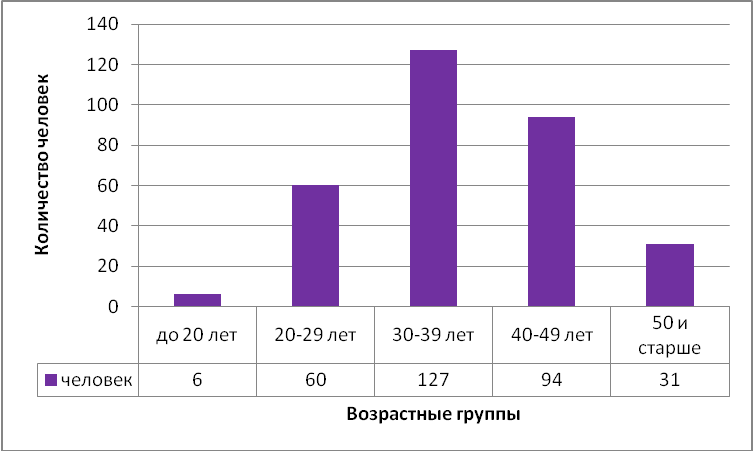 140
120
100
80
60
40
20
0
Количество человек
до 20 лет 20-29 лет 30-39 лет 40-49 лет 50 и старше
человек 6 60 127 94 31
Возрастные группы